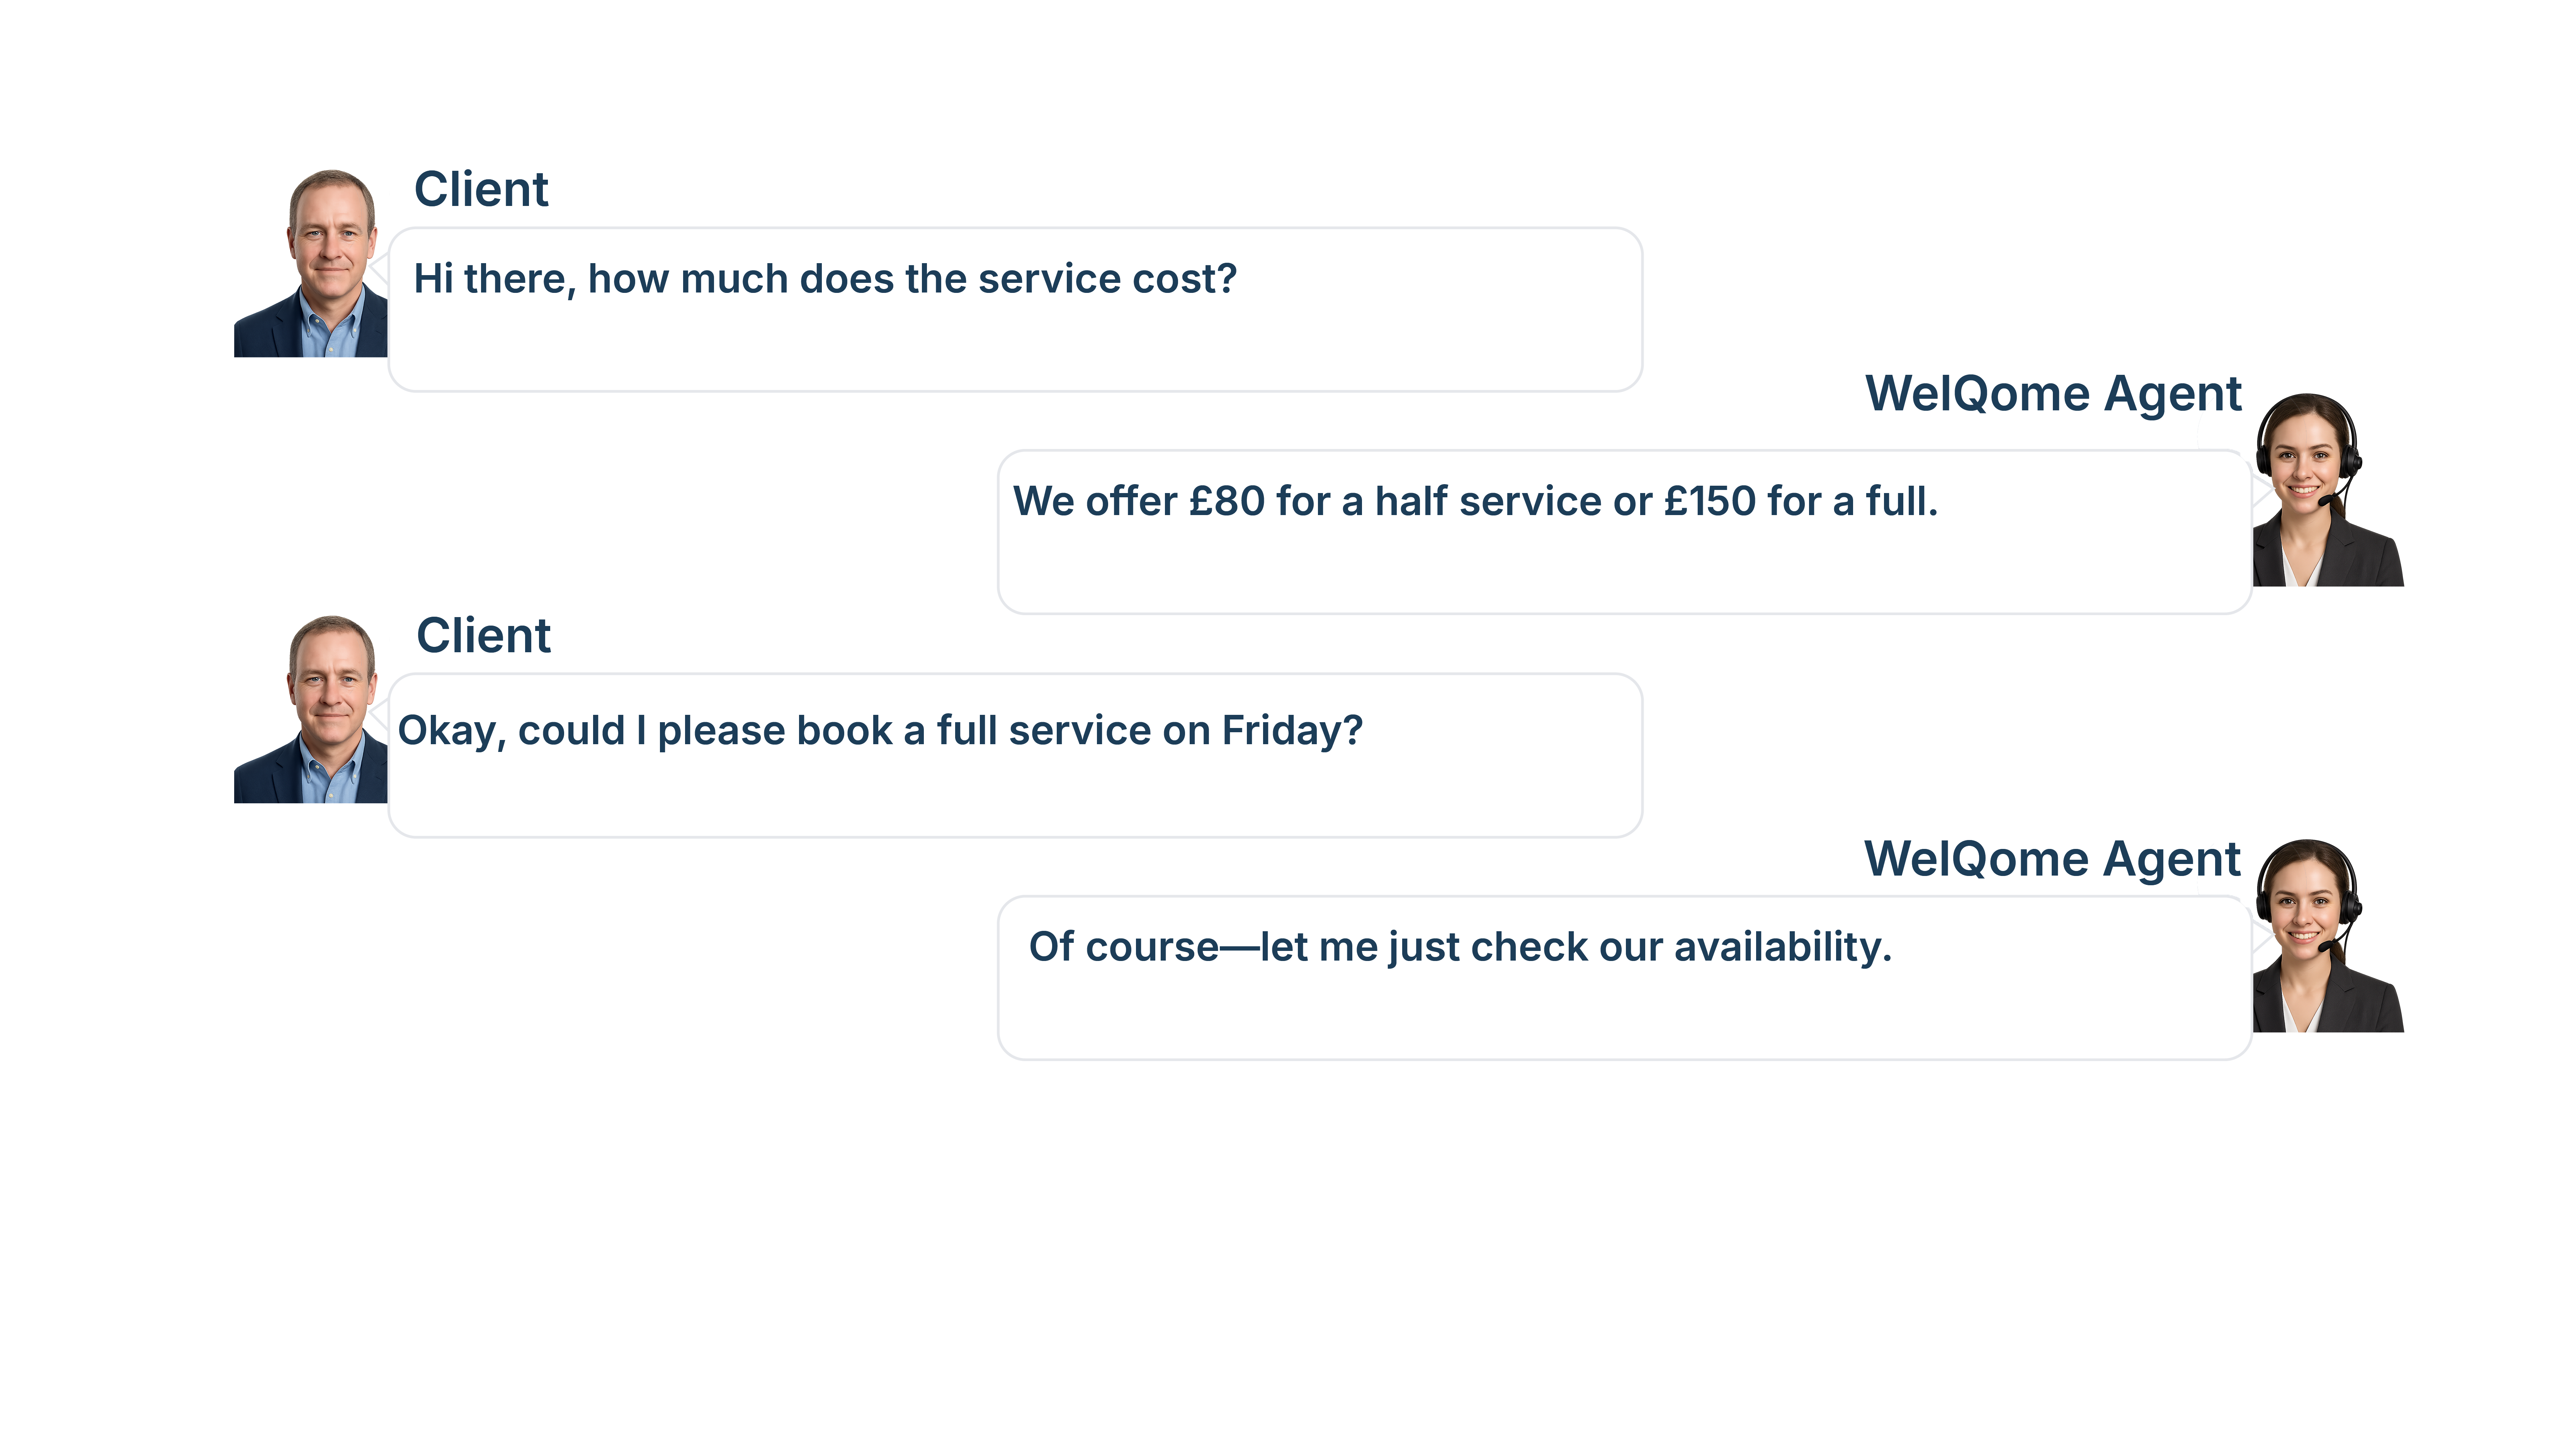 Client
Hi there, how much does the service cost?
WelQome Agent
We offer £80 for a half service or £150 for a full.
Client
Okay, could I please book a full service on Friday?
WelQome Agent
Of course—let me just check our availability.